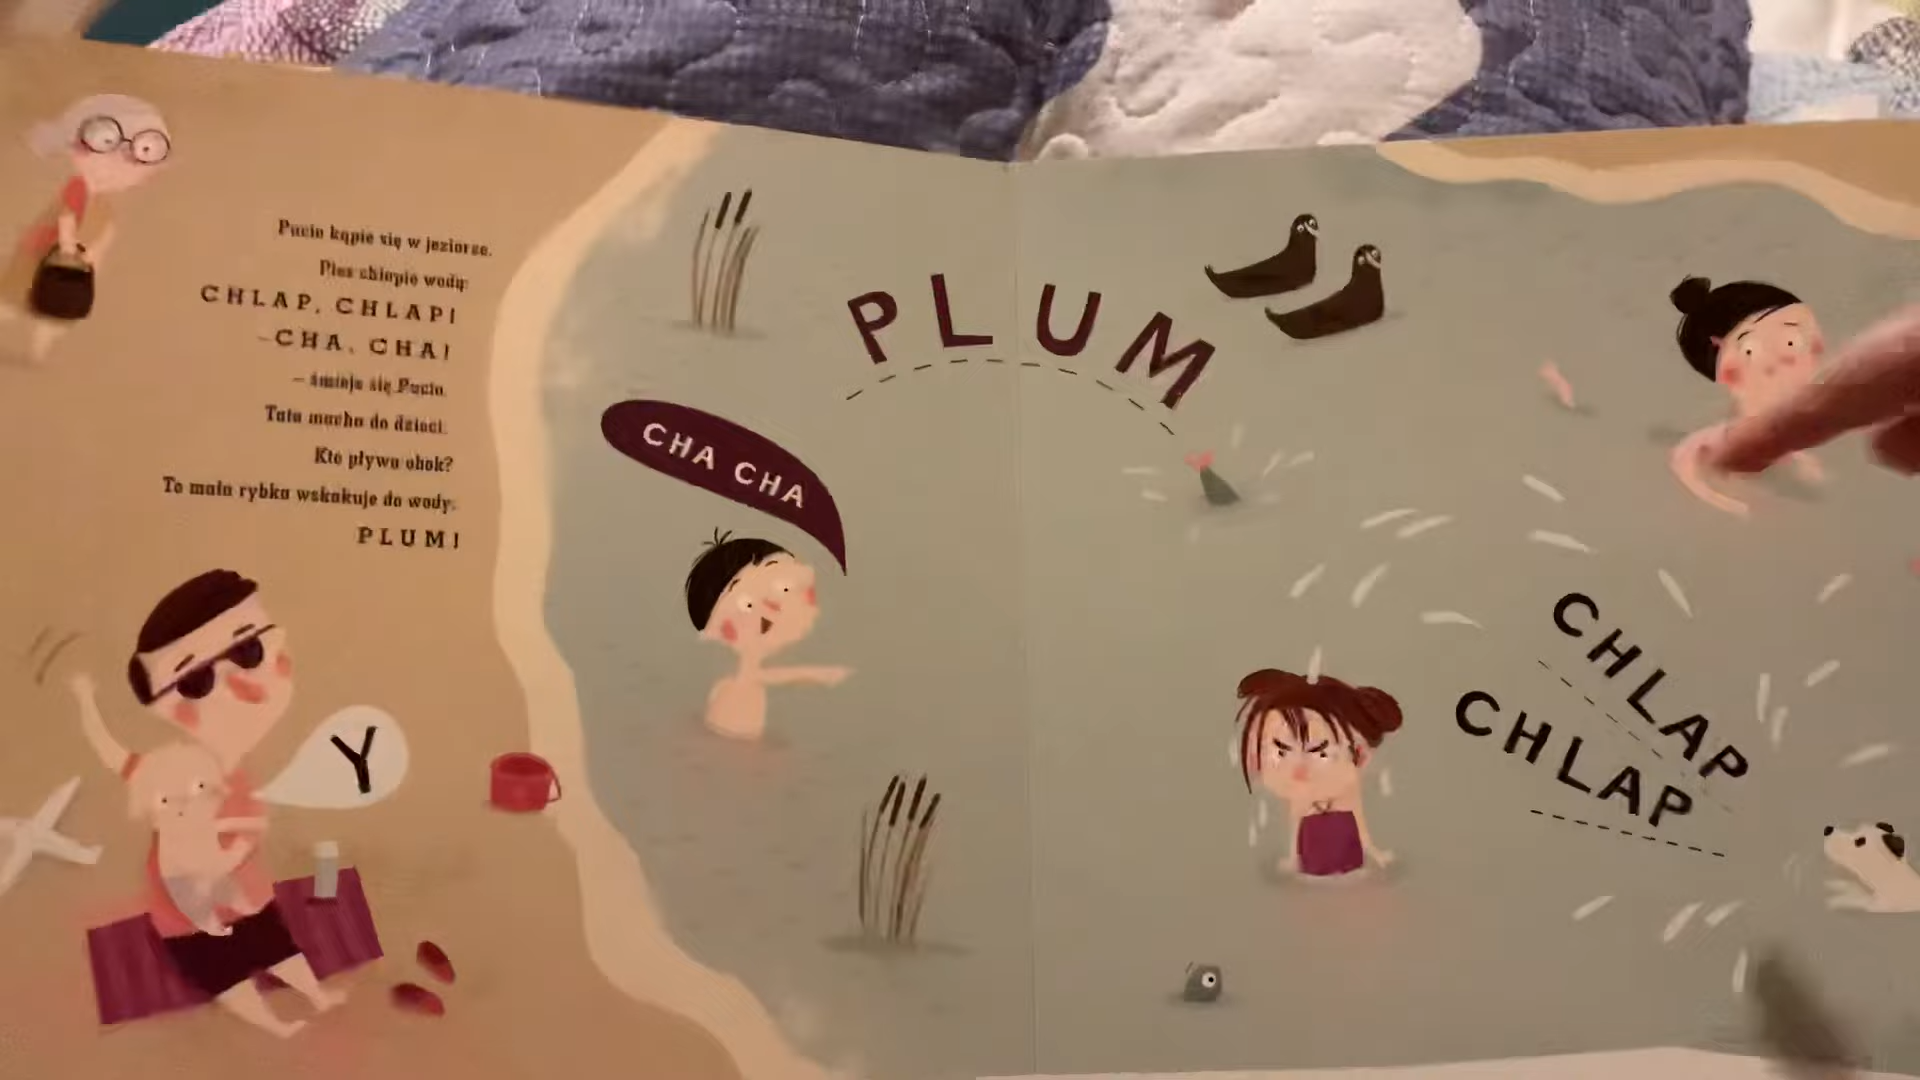 Pucio kąpie się w jeziorze.
Pies chłapie wodą:
CHLAP, CHLAP!
– CHA, CHA!
– śmieje się Pucio.
Tata macha do dzieci.
Kto pływa obok?
To mała rybka wskakuje do wody:
PLUM!
PLUM
CHA CHA
Y
CHLAP
CHLAP